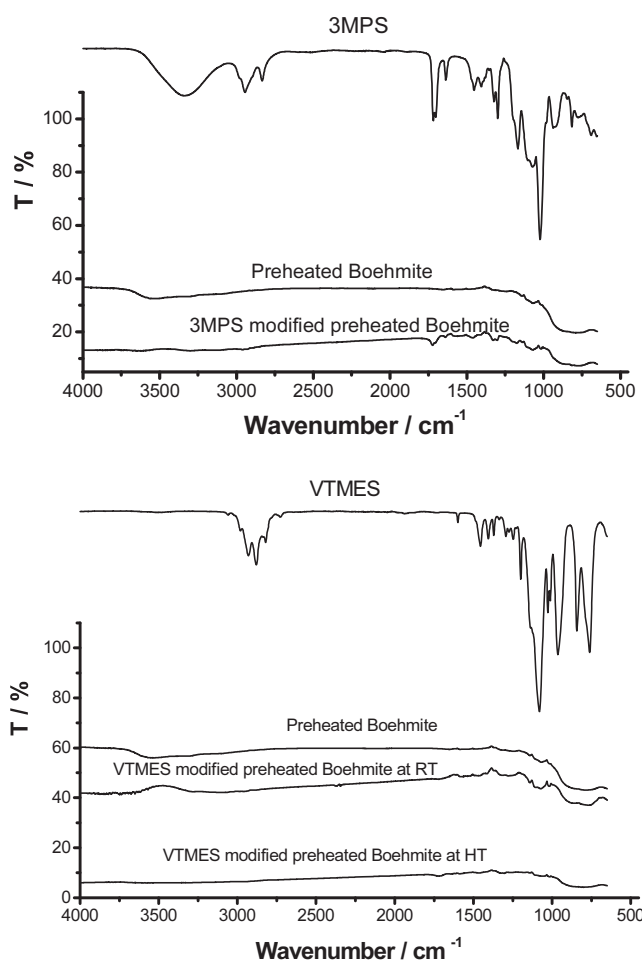 3MPS
100
80
60
40
20
T / %
Preheated Boehmite
3MPS modified preheated Boehmite
4000 3500 3000 2500 2000 1500 1000 500
Wavenumber / cm-1
VTMES
100
80
60
40
20
0
T / %
Preheated Boehmite
VTMES modified preheated Boehmite at RT
VTMES modified preheated Boehmite at HT
4000 3500 3000 2500 2000 1500 1000 500
Wavenumber / cm-1